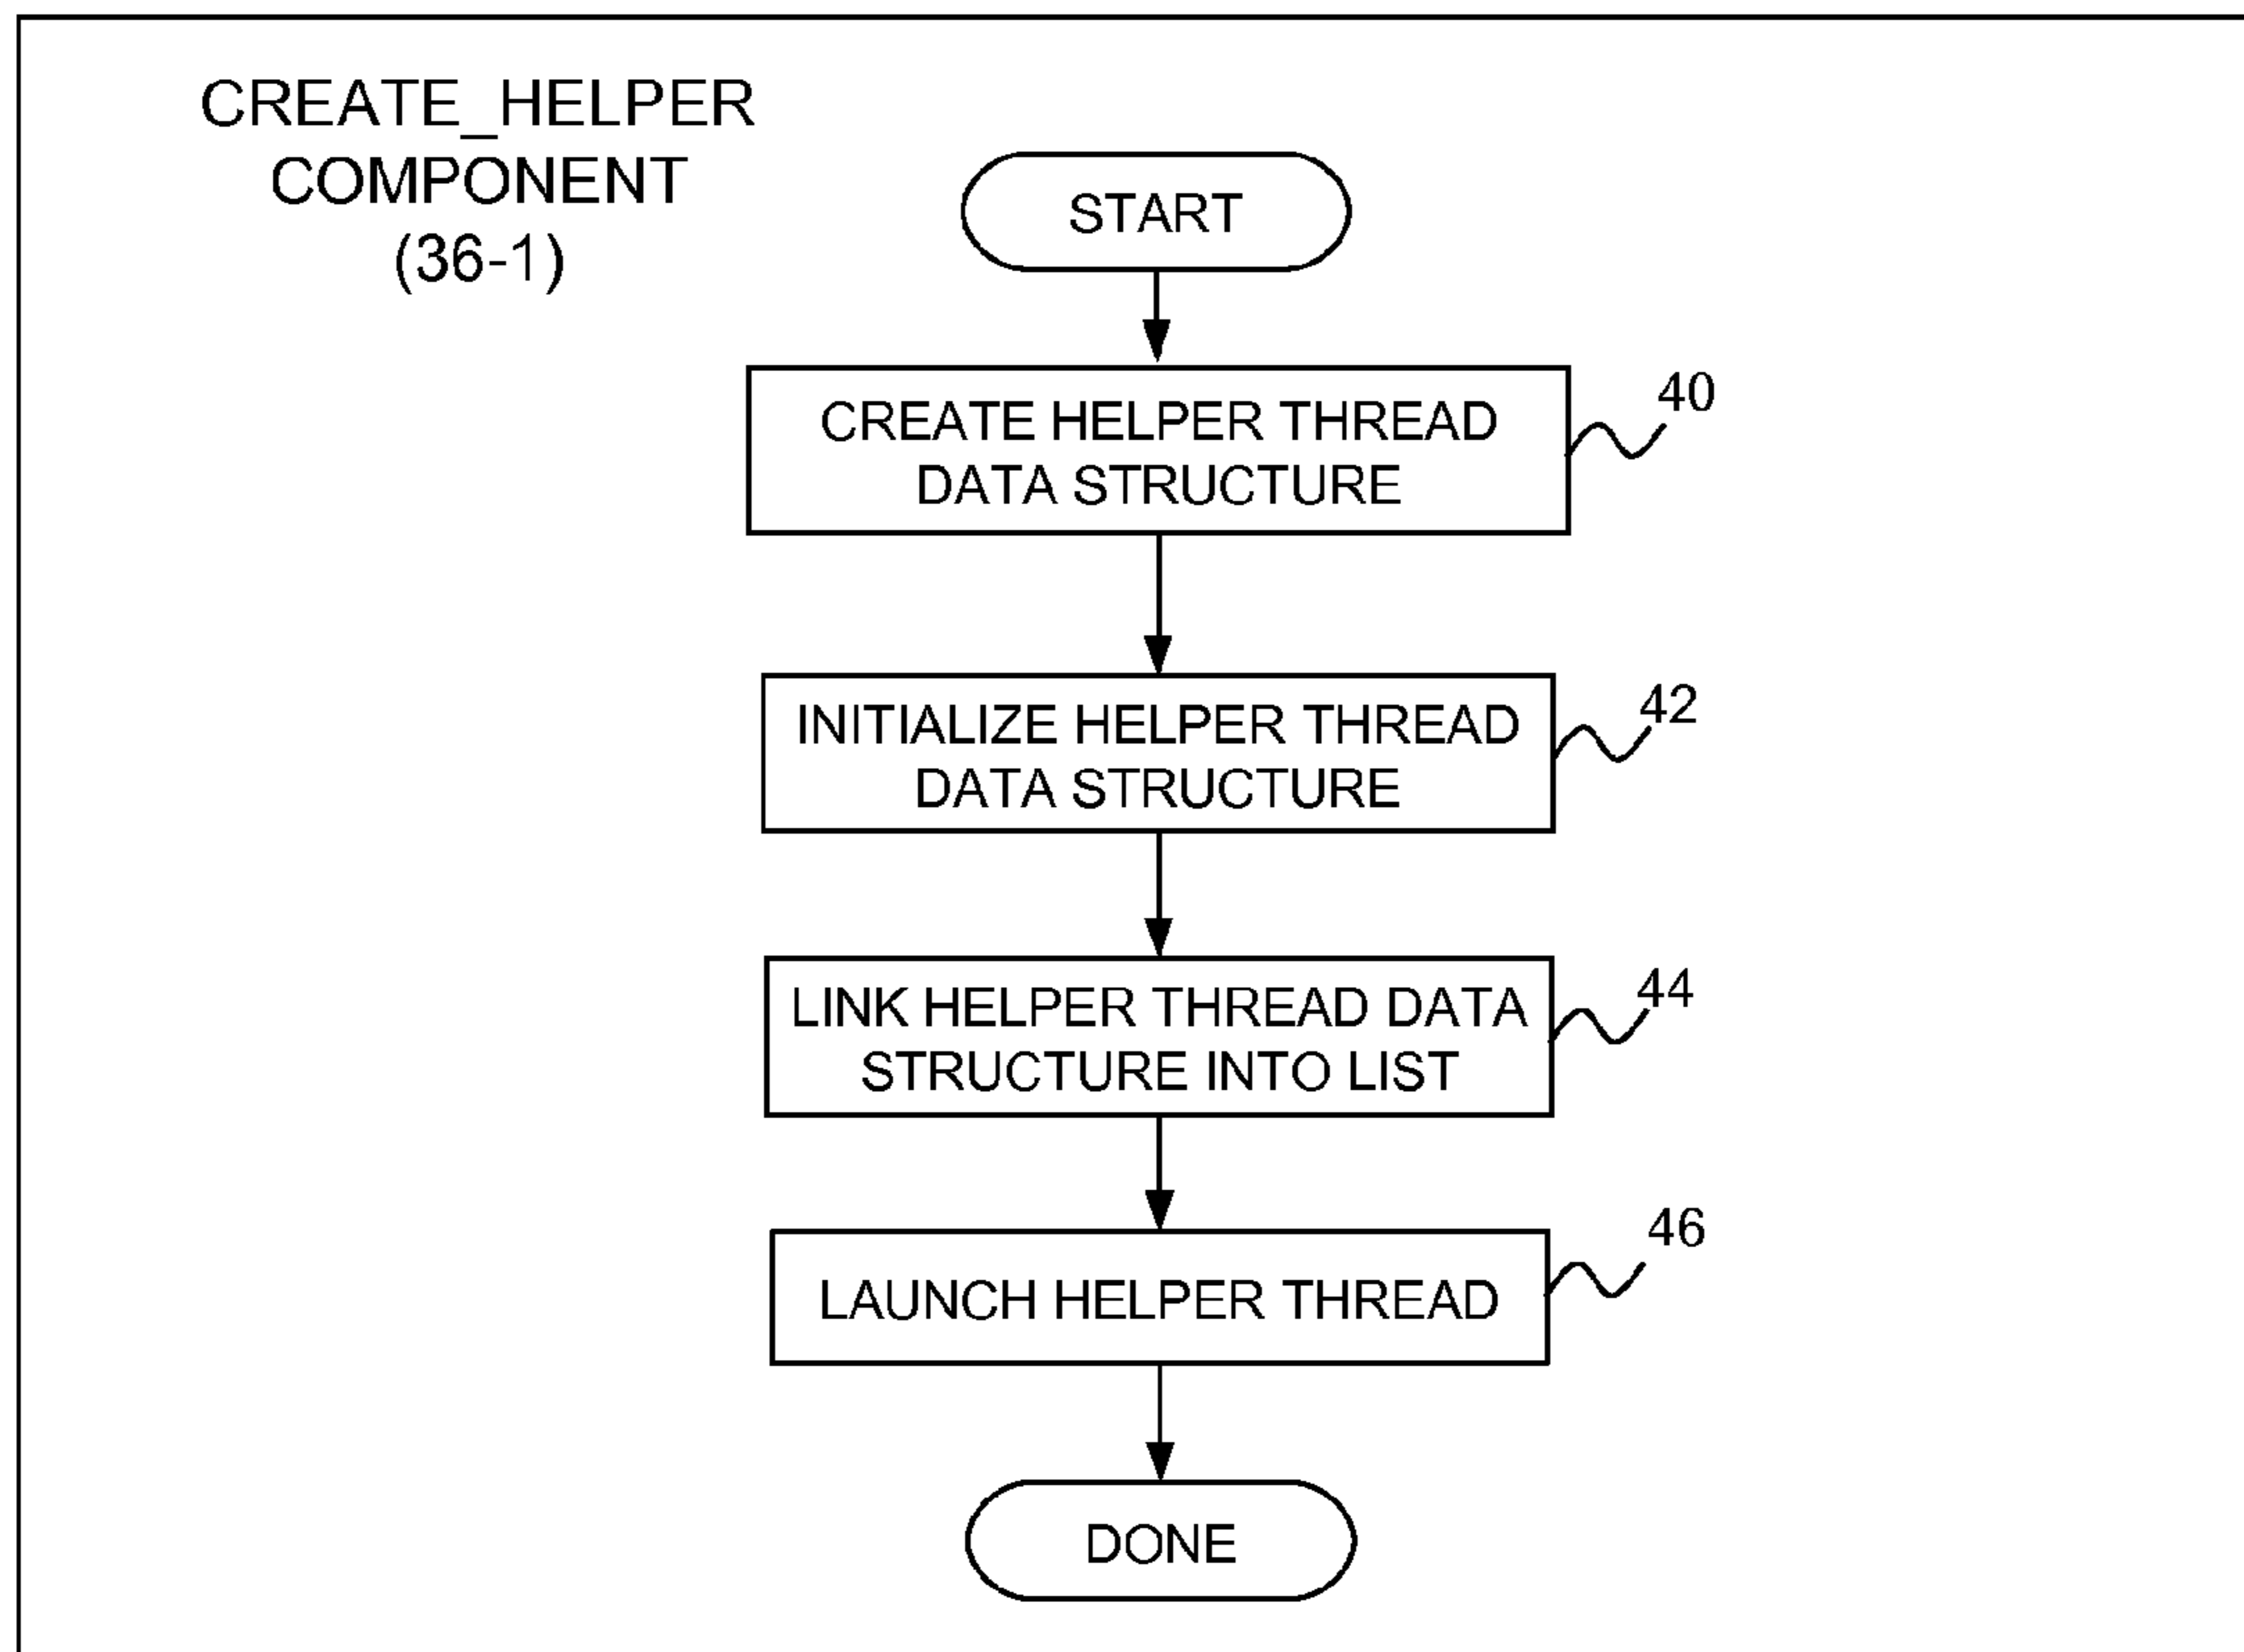 CREATE_HELPER
COMPONENT
(36-1)
START
CREATE HELPER THREAD
DATA STRUCTURE
40
INITIALIZE HELPER THREAD
DATA STRUCTURE
42
LINK HELPER THREAD DATA
STRUCTURE INTO LIST
44
LAUNCH HELPER THREAD
46
DONE